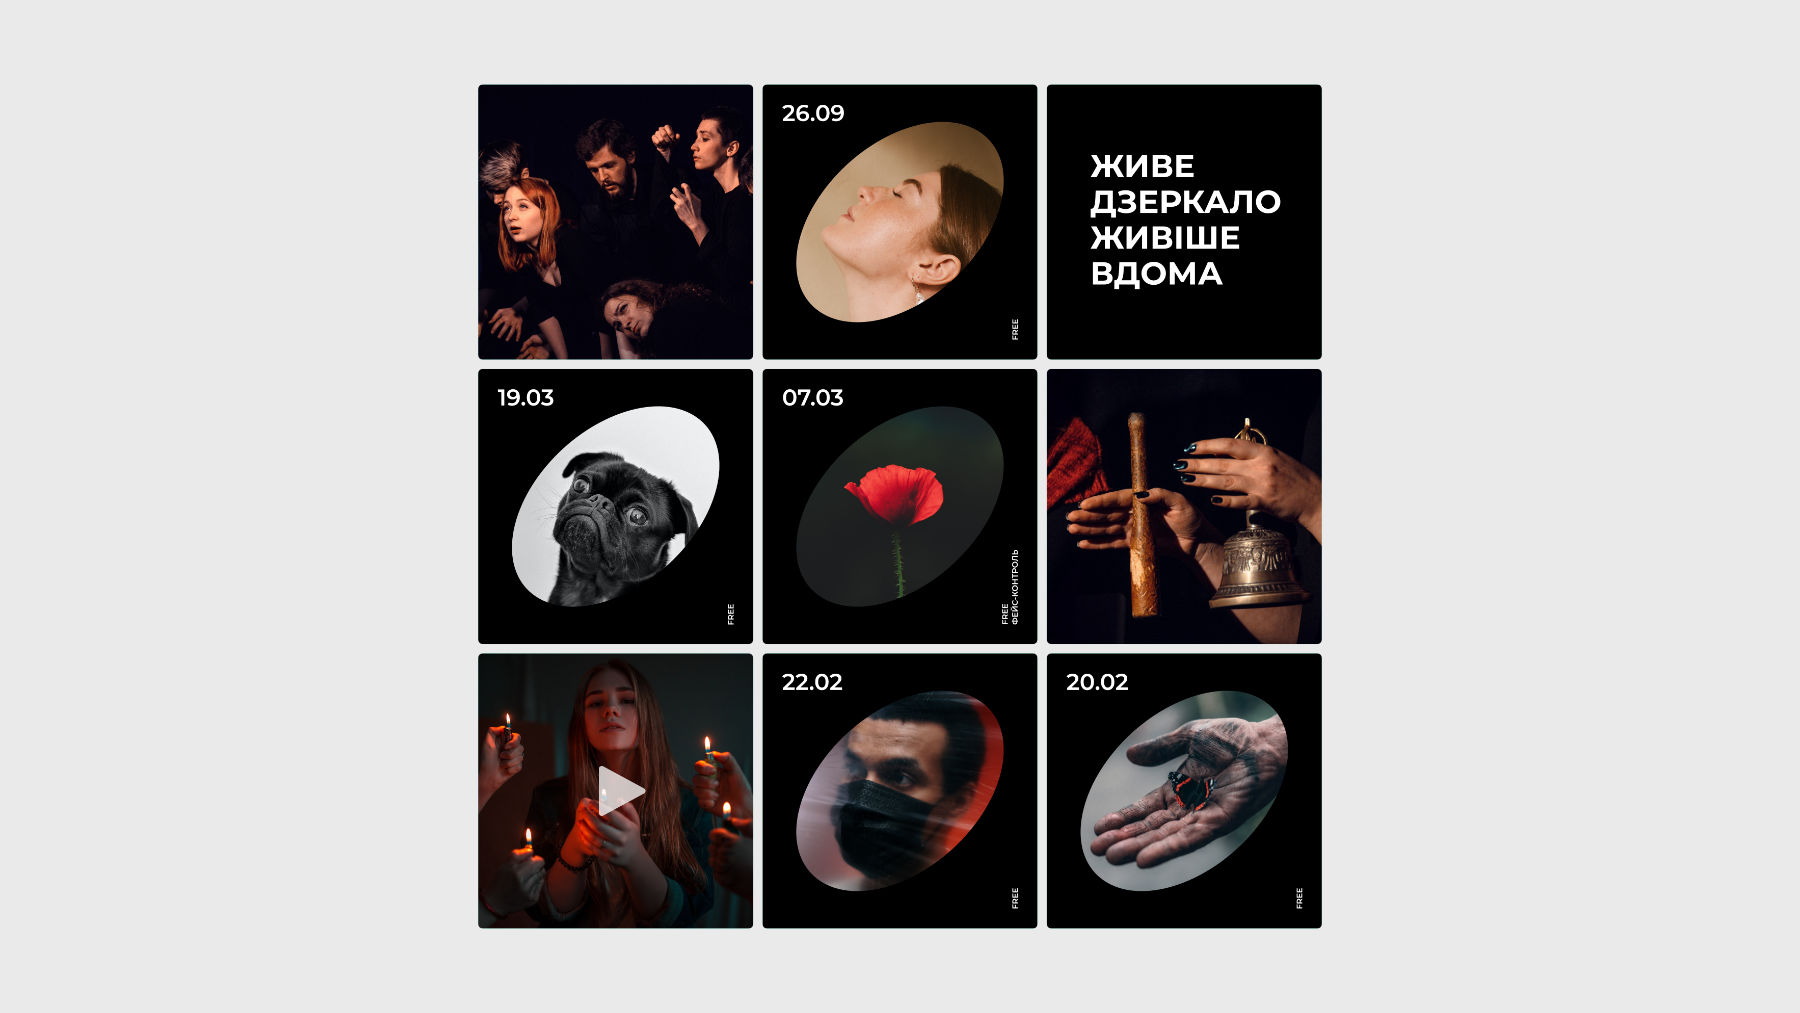 26.09
FREE
ЖИВЕ
ДЗЕРКАЛО
ЖИВІШЕ
ВДОМА
19.03
FREE
07.03
FREE
ФЕЙС-КОНТРОЛЬ
22.02
FREE
20.02
FREE